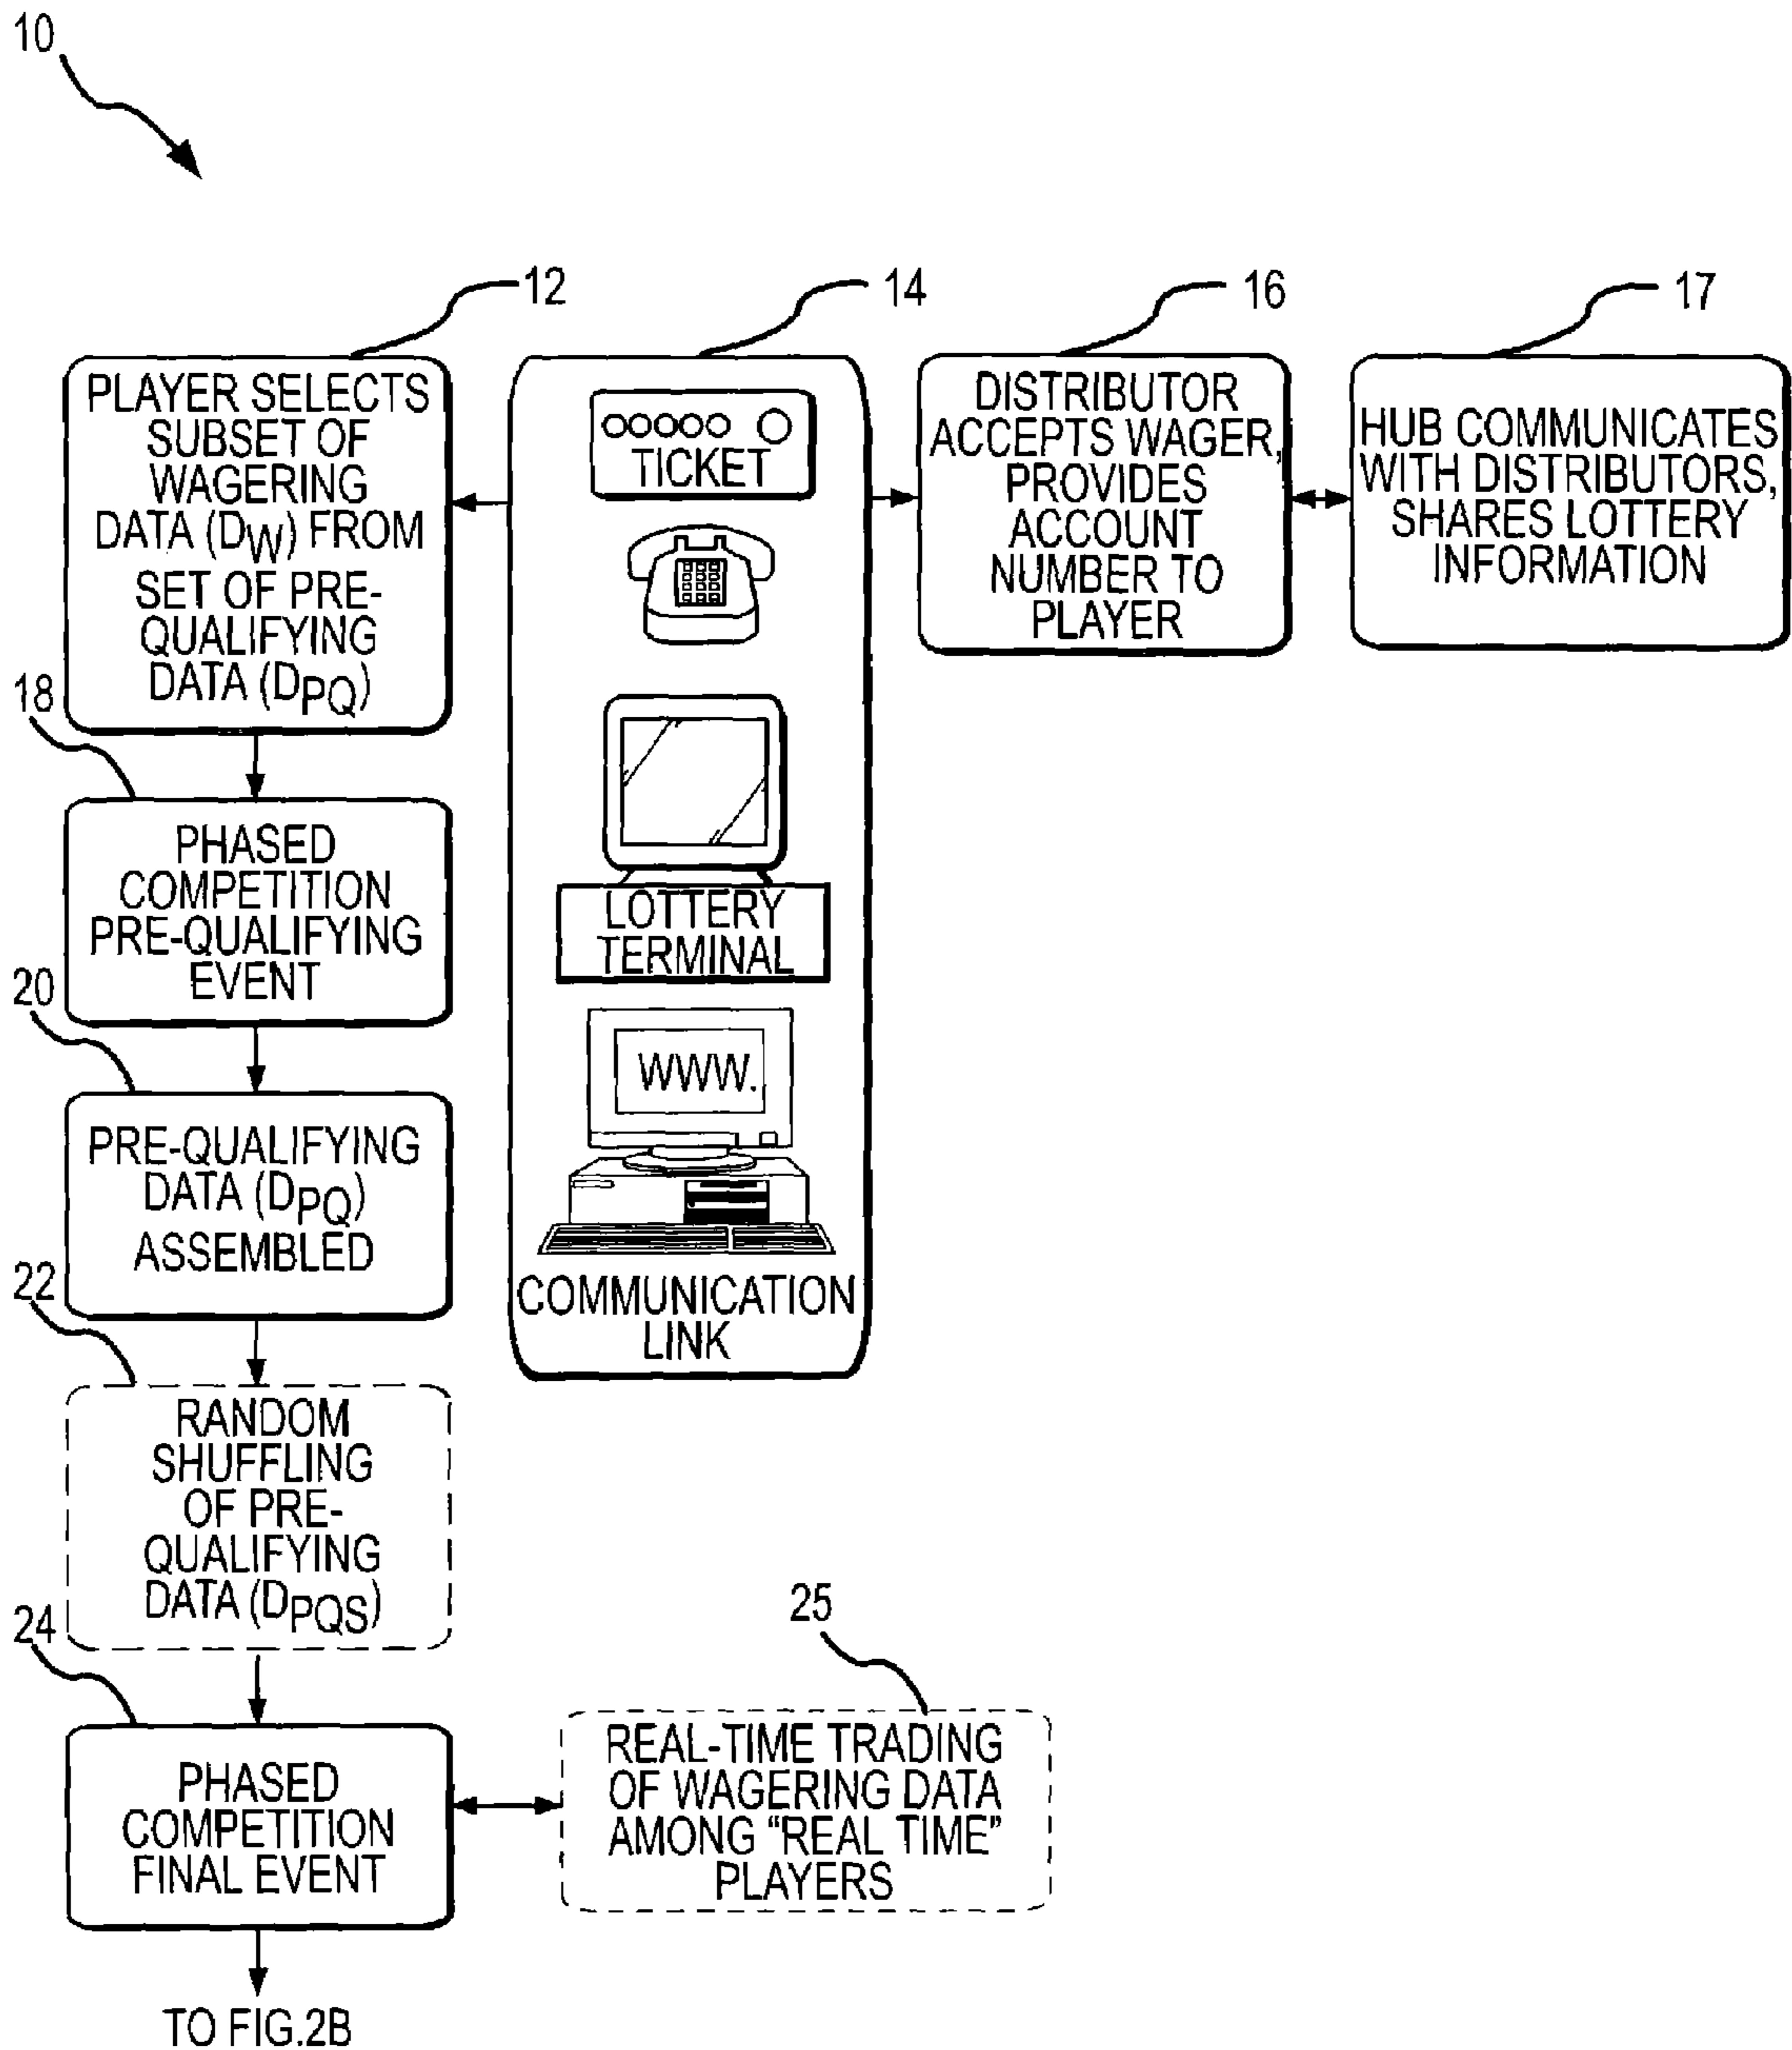 10
12
14
16
17
PLAYER SELECTS
SUBSET OF
WAGERING
DATA (DW) FROM
SET OF PRE-
QUALIFYING
DATA (DPQ)
TICKET
LOTTERY
TERMINAL
WWW.
COMMUNICATION
LINK
DISTRIBUTOR
ACCEPTS WAGER,
PROVIDES
ACCOUNT
NUMBER TO
PLAYER
HUB COMMUNICATES
WITH DISTRIBUTORS,
SHARES LOTTERY
INFORMATION
18
PHASED
COMPETITION
PRE-QUALIFYING
EVENT
20
PRE-QUALIFYING
DATA (DPQ)
ASSEMBLED
22
RANDOM
SHUFFLING
OF PRE-
QUALIFYING
DATA (DPQS)
24
PHASED
COMPETITION
FINAL EVENT
25
REAL-TIME TRADING
OF WAGERING DATA
AMONG “REAL TIME”
PLAYERS
TO FIG.2B